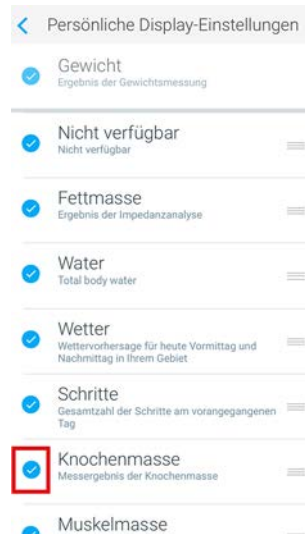 Persönliche Display-Einstellungen
Gewicht
Ergebnis der Gewichtsmessung
Nicht verfügbar
Nicht verfügbar
Fettmasse
Ergebnis der Impedanzanalyse
Water
Total body water
Wetter
Wettervorhersage für heute Vormittag und
Nachmittag in Ihrem Gebiet
Schritte
Gesamtzahl der Schritte am vorangegangenen
Tag
Knochenmasse
Messergebnis der Knochenmasse
Muskelmasse